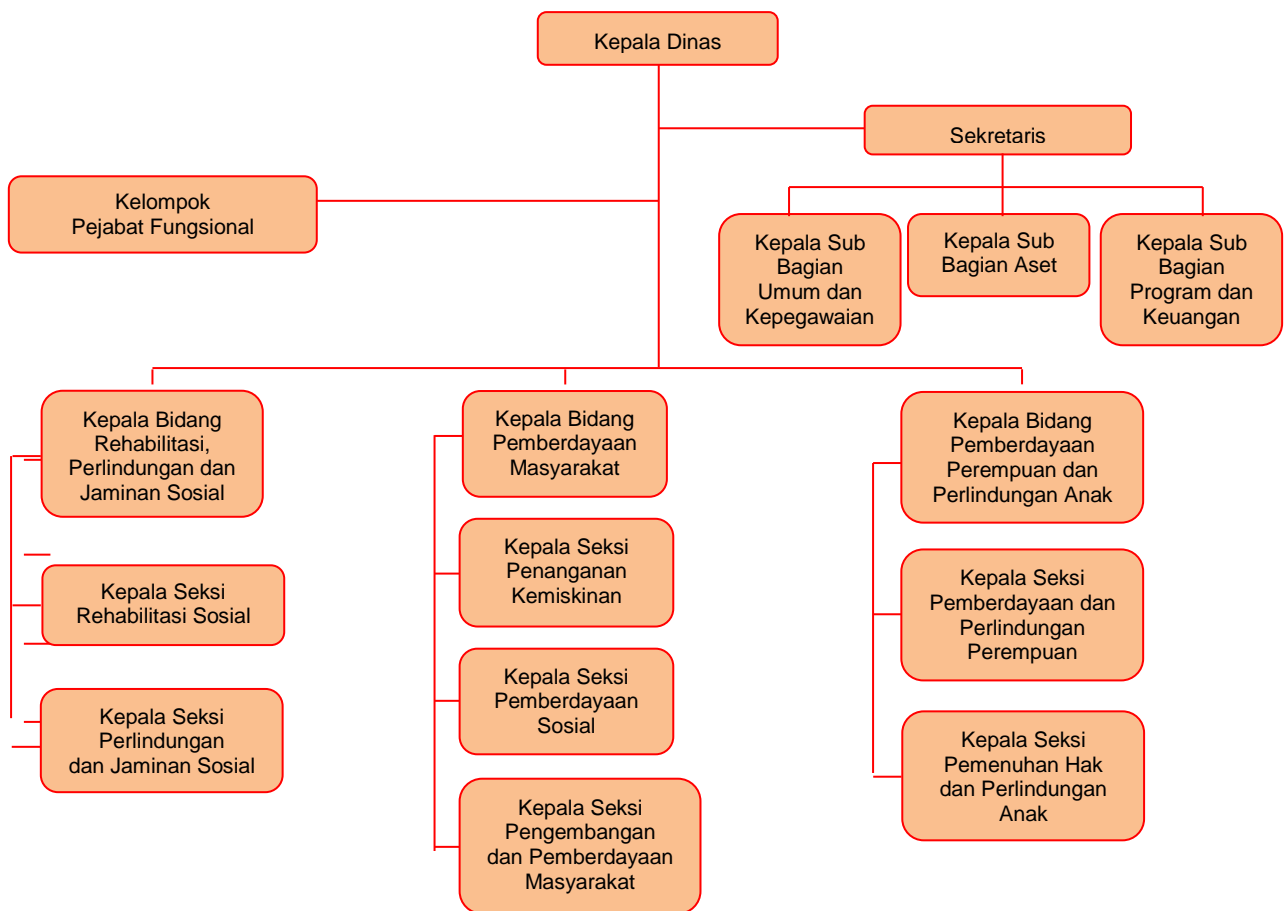 Kepala Dinas
Sekretaris
Kelompok
Pejabat Fungsional
Kepala Sub
Bagian
Umum dan
Kepegawaian
Kepala Sub
Bagian Aset
Kepala Sub
Bagian
Program dan
Keuangan
Kepala Bidang
Rehabilitasi,
Perlindungan dan
Jaminan Sosial
Kepala Seksi
Rehabilitasi Sosial
Kepala Seksi
Perlindungan
dan Jaminan Sosial
Kepala Bidang
Pemberdayaan
Masyarakat
Kepala Seksi
Penanganan
Kemiskinan
Kepala Seksi
Pemberdayaan
Sosial
Kepala Seksi
Pengembangan
dan Pemberdayaan
Masyarakat
Kepala Bidang
Pemberdayaan
Perempuan dan
Perlindungan Anak
Kepala Seksi
Pemberdayaan dan
Perlindungan
Perempuan
Kepala Seksi
Pemenuhan Hak
dan Perlindungan
Anak